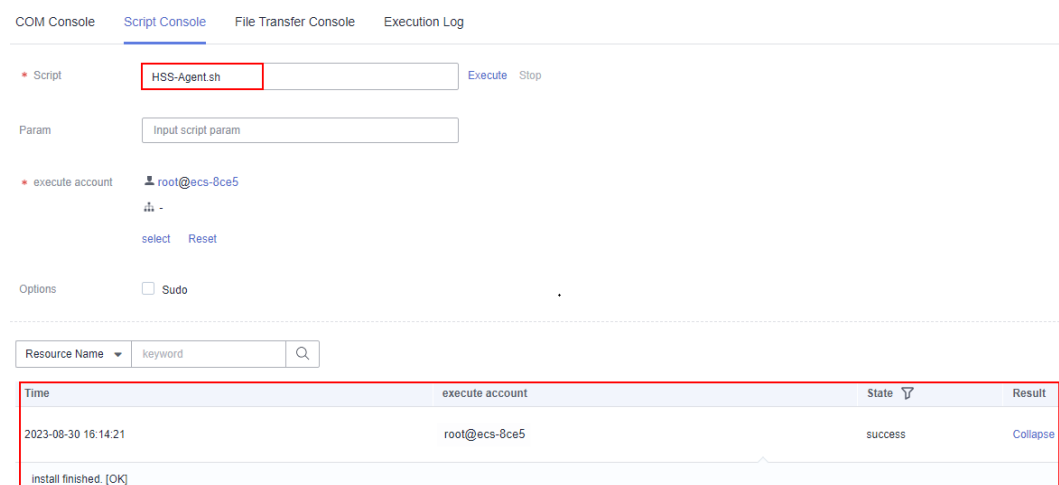 COM Console Script Console File Transfer Console Execution Log
* Script HSS-Agent.sh Execute Stop
Param Input script param
* execute account root@ecs-8ce5
-
select Reset
Options Sudo
Resource Name keyword
Time execute account State Result
2023-08-30 16:14:21 root@ecs-8ce5 success Collapse
install finished. [OK]